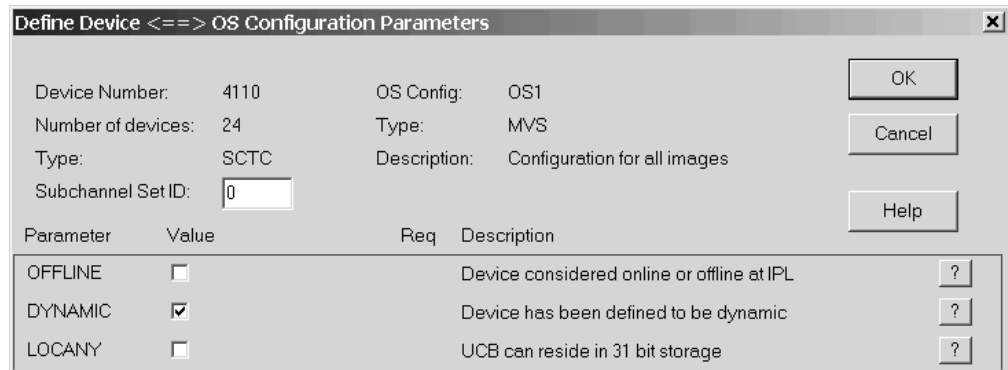 Define Device <==> OS Configuration Parameters
Device Number: 4110 OS Config: OS1 OK
Number of devices: 24 Type: MVS Cancel
Type: SCTC Description: Configuration for all images
Subchannel Set ID: 0 Help
Parameter Value Req Description
OFFLINE Device considered online or offline at IPL ?
DYNAMIC Device has been defined to be dynamic ?
LOCANY UCB can reside in 31 bit storage ?